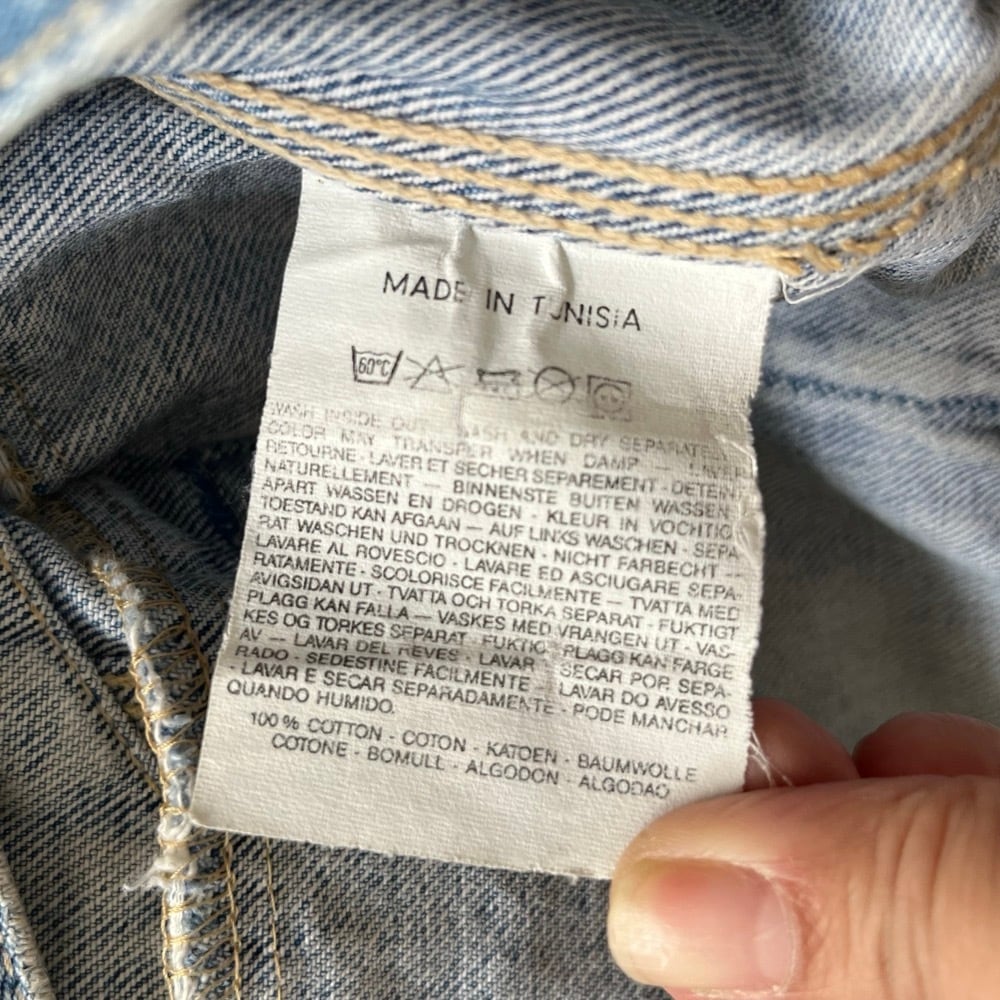 MADE IN TUNISIA
60°C
WASH INSIDE OUT WASH AND DRY SEPARATE
COLOR MAY TRANSFER WHEN DAMP —
RETOURNE - LAVER ET SECHER SEPAREMENT - DETEIN
NATURELLEMENT — BINNENSTE BUITEN WASSEN
APART WASSEN EN DROGEN - KLEUR IN VOCHTIG
TOESTAND KAN AFGAAN — AUF LINKS WASCHEN - SEPA-
RAT WASCHEN UND TROCKNEN - NICHT FARBECHT —
LAVARE AL ROVESCIO - LAVARE ED ASCIUGARE SEPA-
RATAMENTE - SCOLORISCE FACILMENTE — TVATTA MED
AVIGSIDAN UT - TVATTA OCH TORKA SEPARAT - FUKTIGT
PLAGG KAN FALLA — VASKES MED VRANGEN UT - VAS-
KES OG TORKES SEPARAT - FUKTIG PLAGG KAN FARGE
AV — LAVAR DEL REVES - LAVAR SECAR POR SEPA-
RADO - SEDESTINE FACILMENTE — LAVAR DO AVESSO
- LAVAR E SECAR SEPARADAMENTE - PODE MANCHAR
QUANDO HUMIDO.
100 % COTTON - COTON - KATOEN - BAUMWOLLE
COTONE - BOMULL - ALGODON - ALGODAO